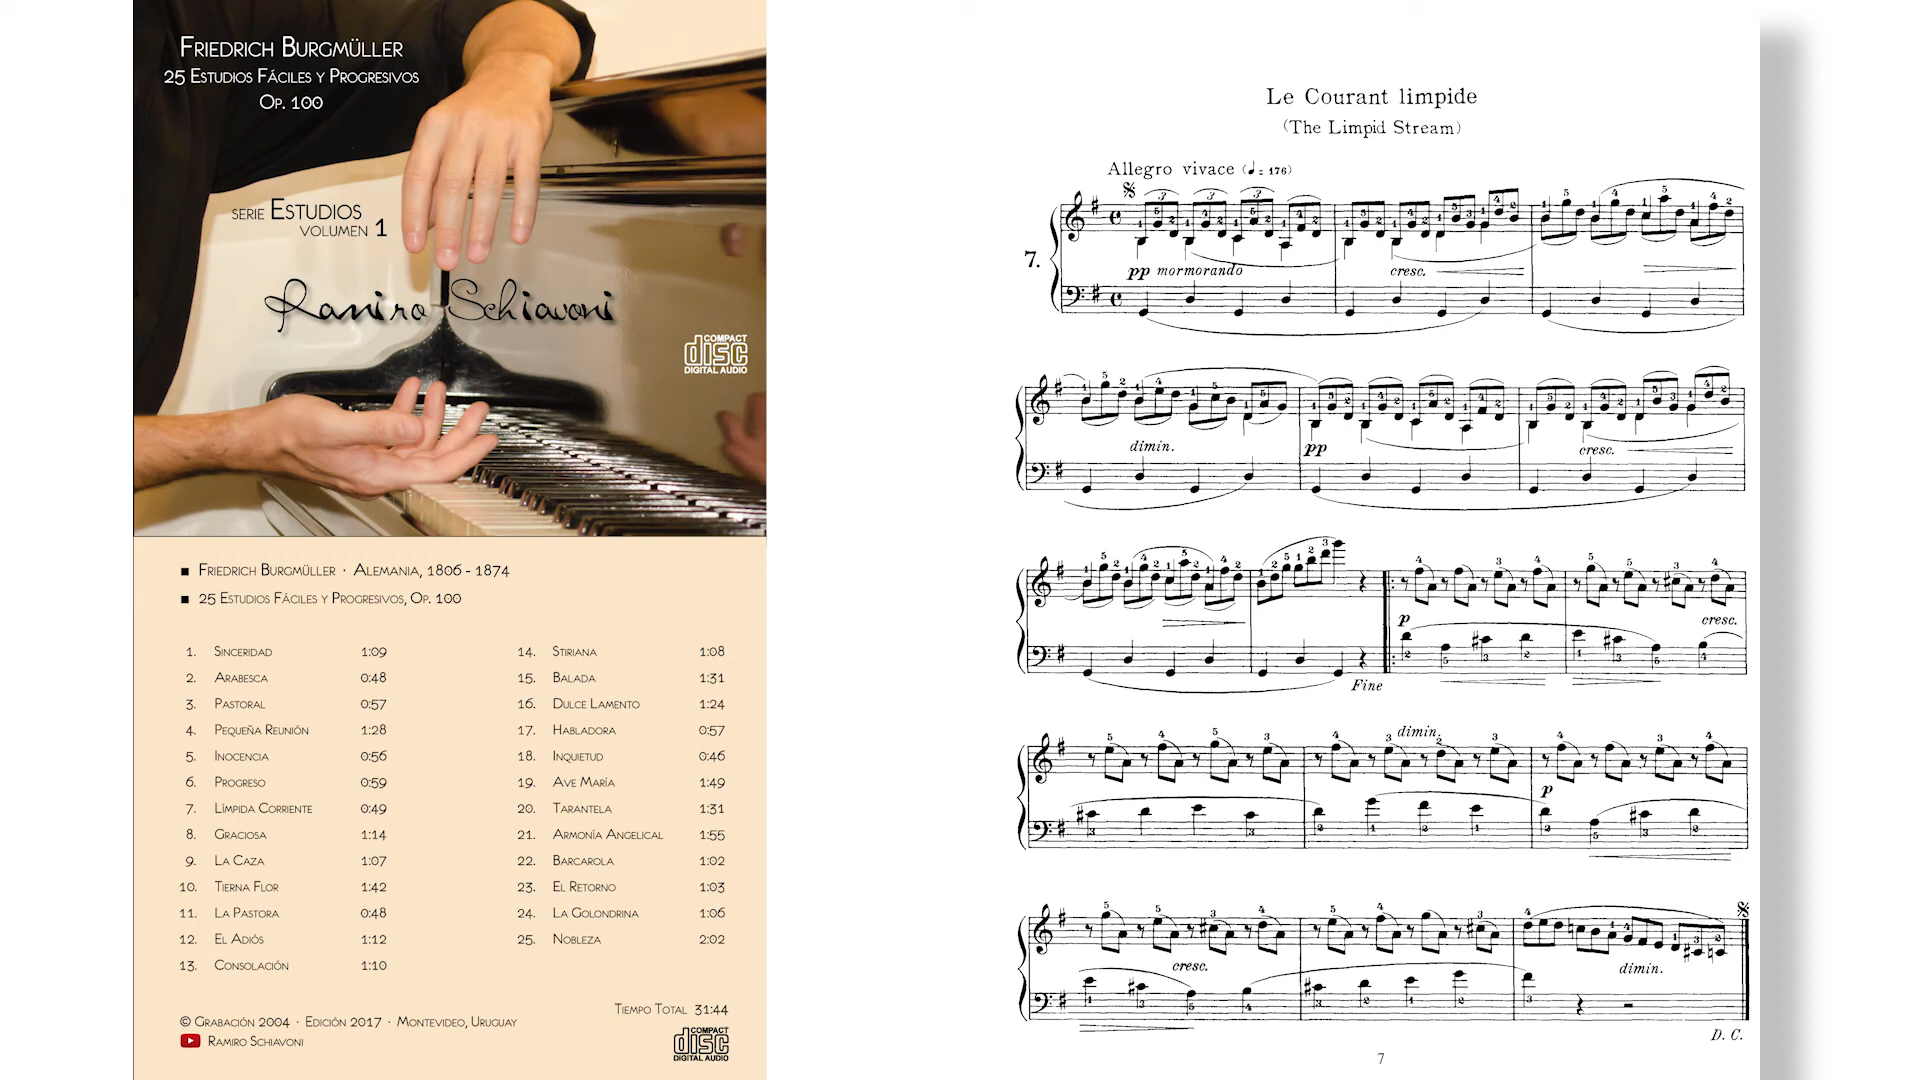 Friedrich Burgmüller
25 Estudios Fáciles y Progresivos
Op. 100
serie Estudios
volumen 1
Ramiro Schiavoni
COMPACT
disc
DIGITAL AUDIO
Friedrich Burgmüller · Alemania, 1806 - 1874
25 Estudios Fáciles y Progresivos, Op. 100
1. Sinceridad 1:09
2. Arabesca 0:48
3. Pastoral 0:57
4. Pequeña Reunión 1:28
5. Inocencia 0:56
6. Progreso 0:59
7. Límpida Corriente 0:49
8. Graciosa 1:14
9. La Caza 1:07
10. Tierna Flor 1:42
11. La Pastora 0:48
12. El Adiós 1:12
13. Consolación 1:10
14. Stiriana 1:08
15. Balada 1:31
16. Dulce Lamento 1:24
17. Habladora 0:57
18. Inquietud 0:46
19. Ave María 1:49
20. Tarantela 1:31
21. Armonía Angelical 1:55
22. Barcarola 1:02
23. El Retorno 1:03
24. La Golondrina 1:06
25. Nobleza 2:02
Tiempo Total 31:44
© Grabación 2004 · Edición 2017 · Montevideo, Uruguay
Ramiro Schiavoni
COMPACT
disc
DIGITAL AUDIO
Le Courant limpide
(The Limpid Stream)
Allegro vivace (♩= 176)
7.
pp mormorando
cresc.
dimin.
pp
cresc.
p
cresc.
Fine
dimin.
p
cresc.
dimin.
D. C.
7